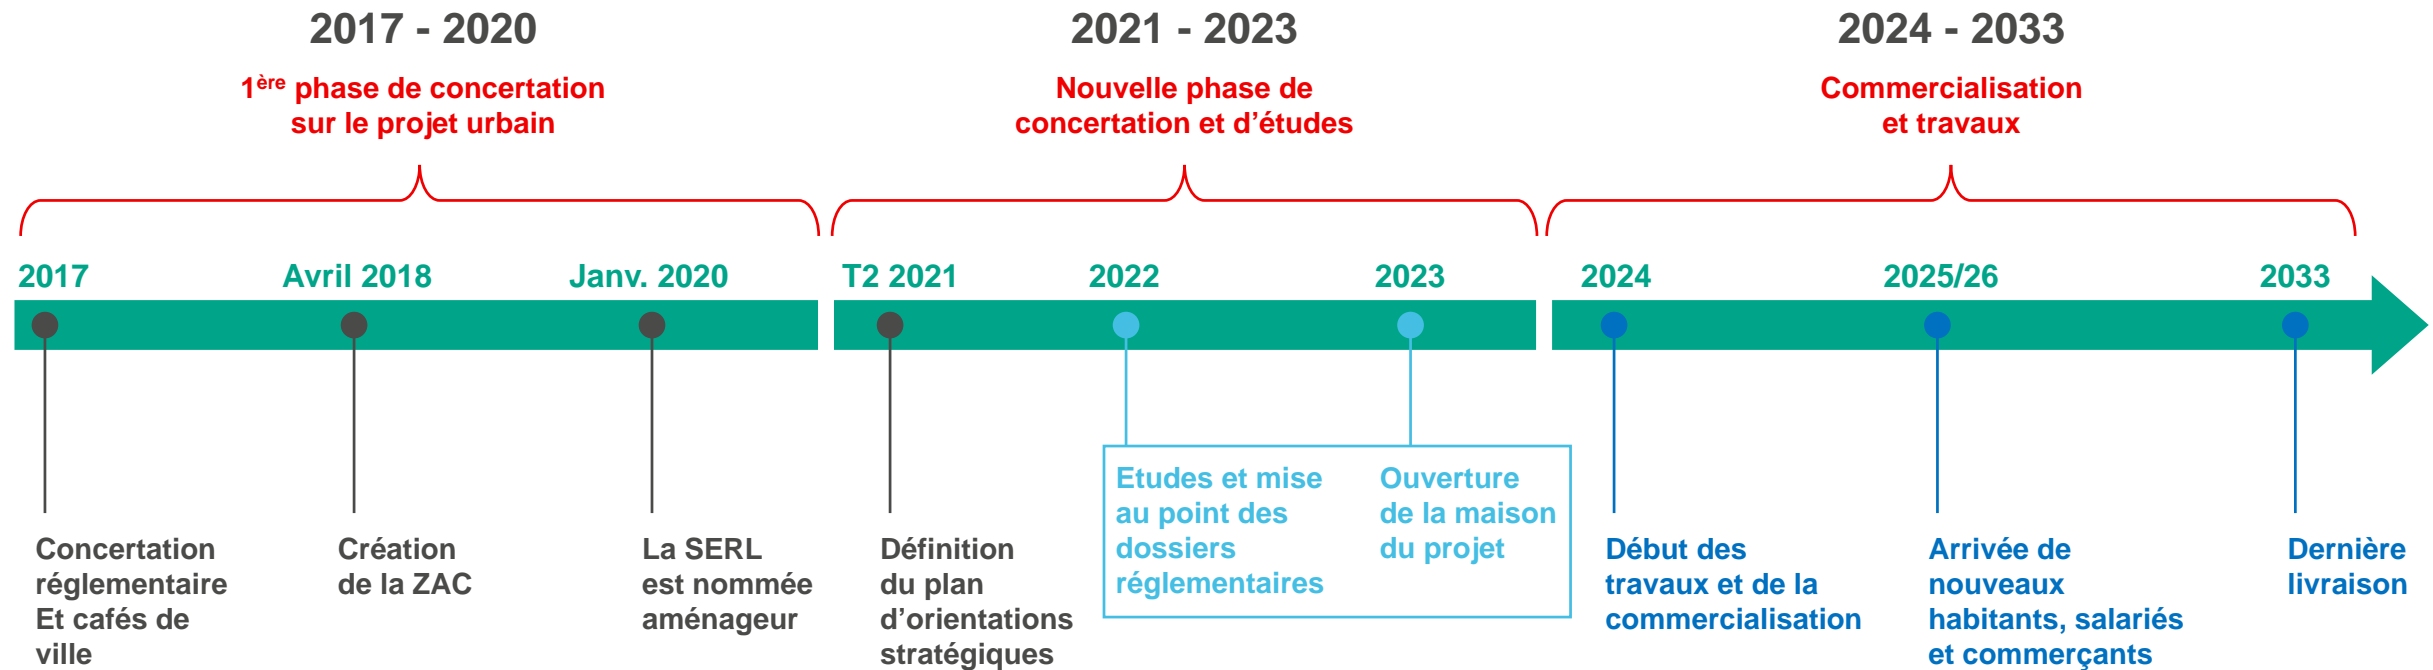 2017 - 2020
1ère phase de concertation
sur le projet urbain
2021 - 2023
Nouvelle phase de
concertation et d’études
2024 - 2033
Commercialisation
et travaux
2017
Avril 2018
Janv. 2020
T2 2021
2022
2023
2024
2025/26
2033
Concertation
réglementaire
Et cafés de
ville
Création
de la ZAC
La SERL
est nommée
aménageur
Définition
du plan
d’orientations
stratégiques
Etudes et mise
au point des
dossiers
réglementaires
Ouverture
de la maison
du projet
Début des
travaux et de la
commercialisation
Arrivée de
nouveaux
habitants, salariés
et commerçants
Dernière
livraison